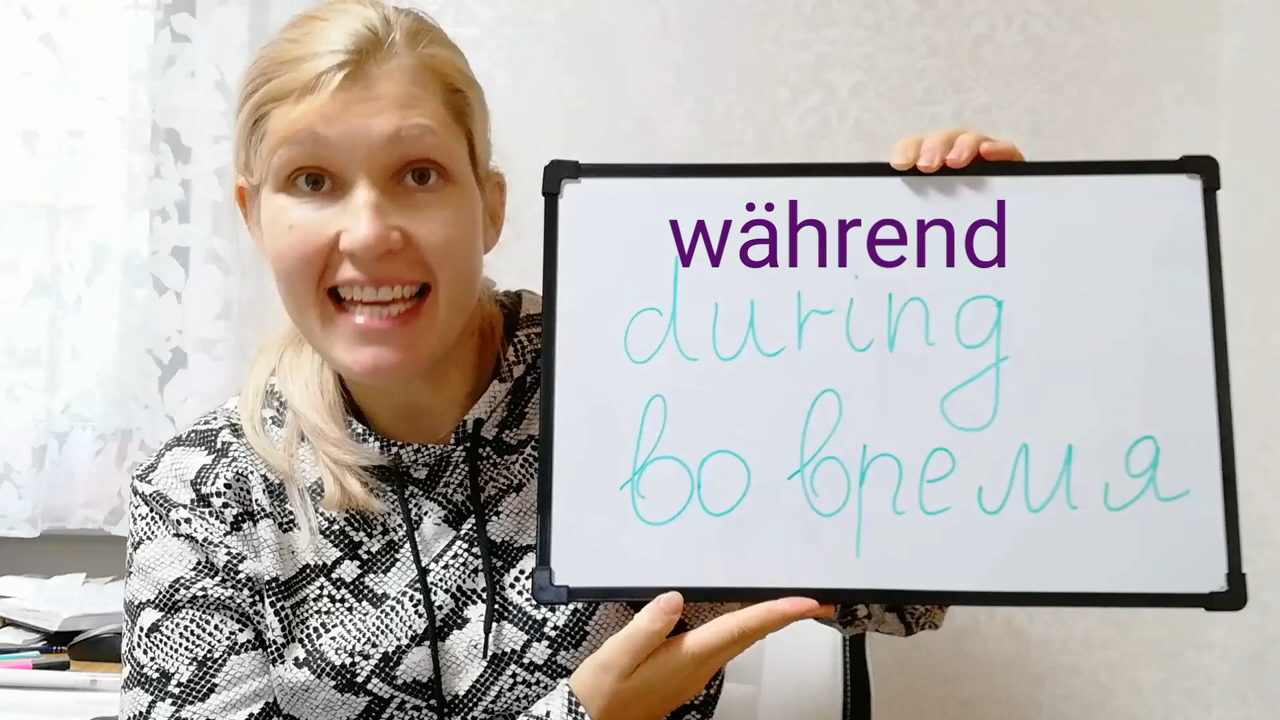 während
during
во время